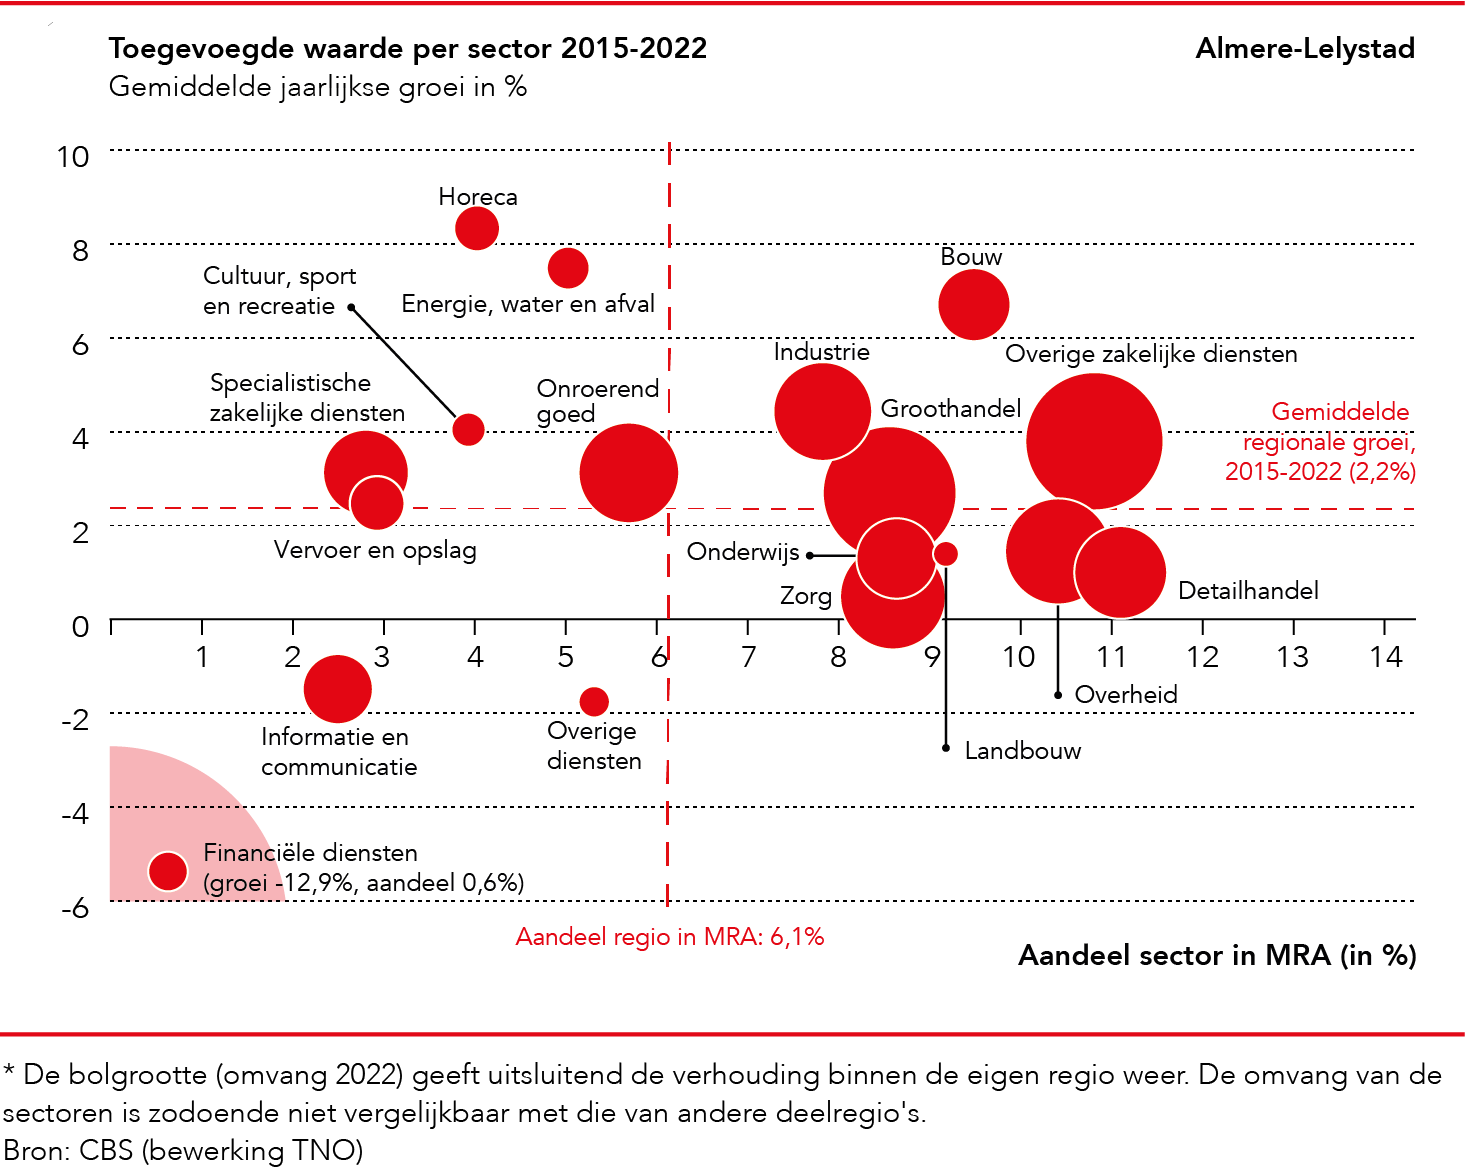 Toegevoegde waarde per sector 2015-2022
Almere-Lelystad
Gemiddelde jaarlijkse groei in %
10
8
6
4
2
0
-2
-4
-6
1
2
3
4
5
6
7
8
9
10
11
12
13
14
Horeca
Cultuur, sport
en recreatie
Energie, water en afval
Bouw
Industrie
Overige zakelijke diensten
Specialistische
zakelijke diensten
Onroerend
goed
Groothandel
Gemiddelde
regionale groei,
2015-2022 (2,2%)
Vervoer en opslag
Onderwijs
Zorg
Detailhandel
Overheid
Landbouw
Informatie en
communicatie
Overige
diensten
Financiële diensten
(groei -12,9%, aandeel 0,6%)
Aandeel regio in MRA: 6,1%
Aandeel sector in MRA (in %)
* De bolgrootte (omvang 2022) geeft uitsluitend de verhouding binnen de eigen regio weer. De omvang van de
sectoren is zodoende niet vergelijkbaar met die van andere deelregio's.
Bron: CBS (bewerking TNO)